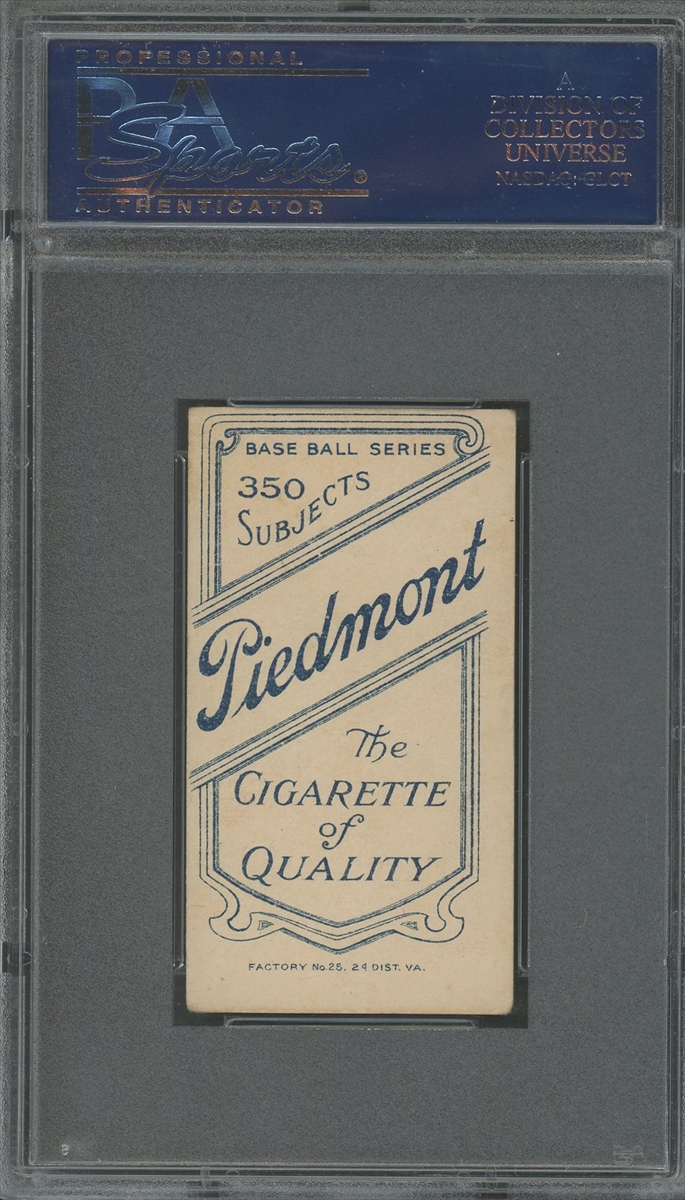 PROFESSIONAL
PSA
Sports®
AUTHENTICATOR
A
DIVISION OF
COLLECTORS
UNIVERSE
NASDAQ: CLCT
BASE BALL SERIES
350
SUBJECTS
Piedmont
The
CIGARETTE
of
QUALITY
FACTORY No.25. 2d DIST. VA.